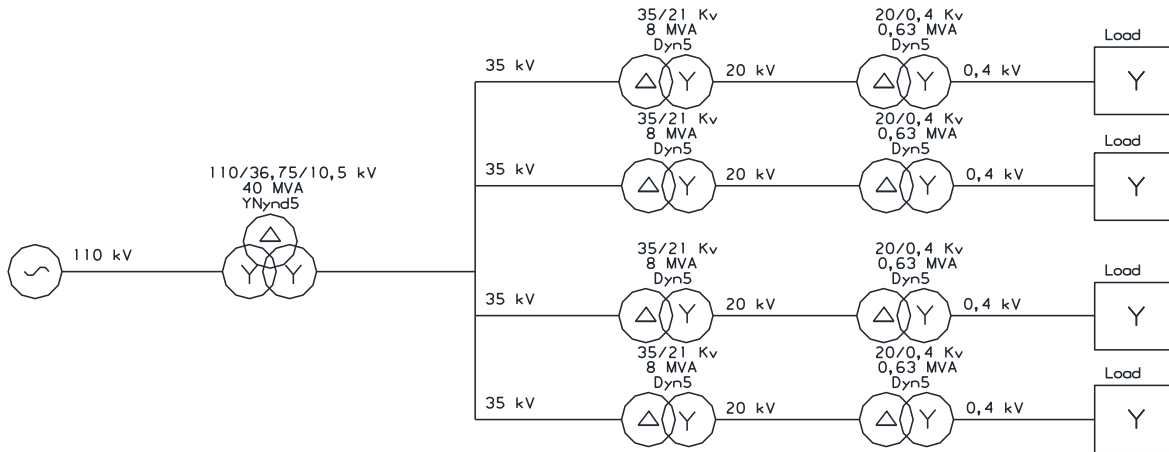 35/21 Kv
8 MVA
Dyn5
20/0,4 Kv
0,63 MVA
Dyn5
Load
35 kV
20 kV
0,4 kV
Y
Y
Y
35/21 Kv
8 MVA
Dyn5
20/0,4 Kv
0,63 MVA
Dyn5
Load
35 kV
20 kV
0,4 kV
Y
Y
Y
110/36,75/10,5 kV
40 MVA
YNynd5
110 kV
Y
Y
35/21 Kv
8 MVA
Dyn5
20/0,4 Kv
0,63 MVA
Dyn5
Load
35 kV
20 kV
0,4 kV
Y
Y
Y
35/21 Kv
8 MVA
Dyn5
20/0,4 Kv
0,63 MVA
Dyn5
Load
35 kV
20 kV
0,4 kV
Y
Y
Y